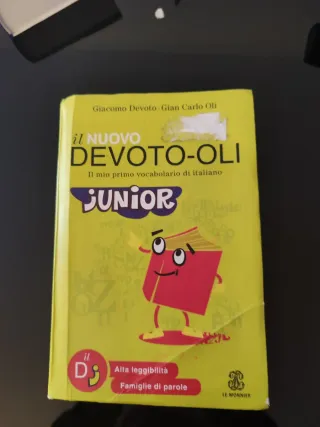 Giacomo Devoto - Gian Carlo Oli
il NUOVO
DEVOTO-OLI
Il mio primo vocabolario di italiano
JUNIOR
il
Dj
Alta leggibilità
Famiglie di parole
LE MONNIER